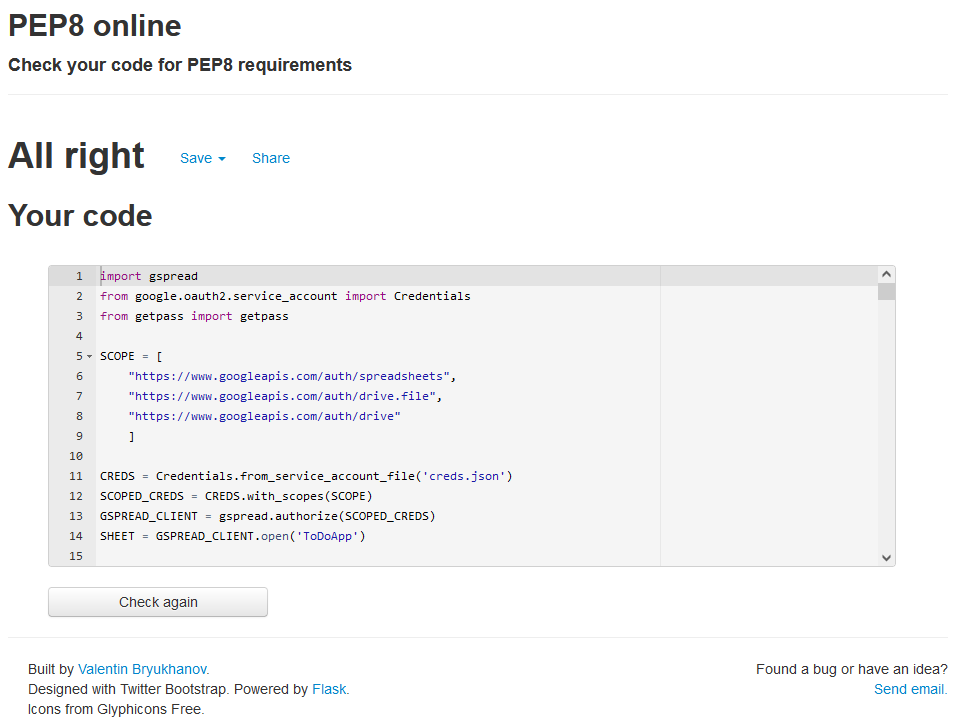 PEP8 online
Check your code for PEP8 requirements
All right Save Share
Your code
1 import gspread
2 from google.oauth2.service_account import Credentials
3 from getpass import getpass
4
5 SCOPE = [
6     "https://www.googleapis.com/auth/spreadsheets",
7     "https://www.googleapis.com/auth/drive.file",
8     "https://www.googleapis.com/auth/drive"
9     ]
10
11 CREDS = Credentials.from_service_account_file('creds.json')
12 SCOPED_CREDS = CREDS.with_scopes(SCOPE)
13 GSPREAD_CLIENT = gspread.authorize(SCOPED_CREDS)
14 SHEET = GSPREAD_CLIENT.open('ToDoApp')
15
Check again
Built by Valentin Bryukhanov. Found a bug or have an idea?
Designed with Twitter Bootstrap. Powered by Flask. Send email.
Icons from Glyphicons Free.